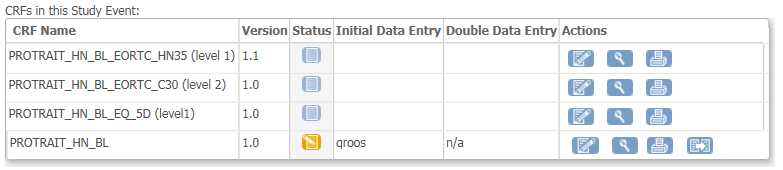 CRFs in this Study Event:
CRF Name Version Status Initial Data Entry Double Data Entry Actions
PROTRAIT_HN_BL_EORTC_HN35 (level 1) 1.1
PROTRAIT_HN_BL_EORTC_C30 (level 2) 1.0
PROTRAIT_HN_BL_EQ_5D (level1) 1.0
PROTRAIT_HN_BL 1.0 qroos n/a